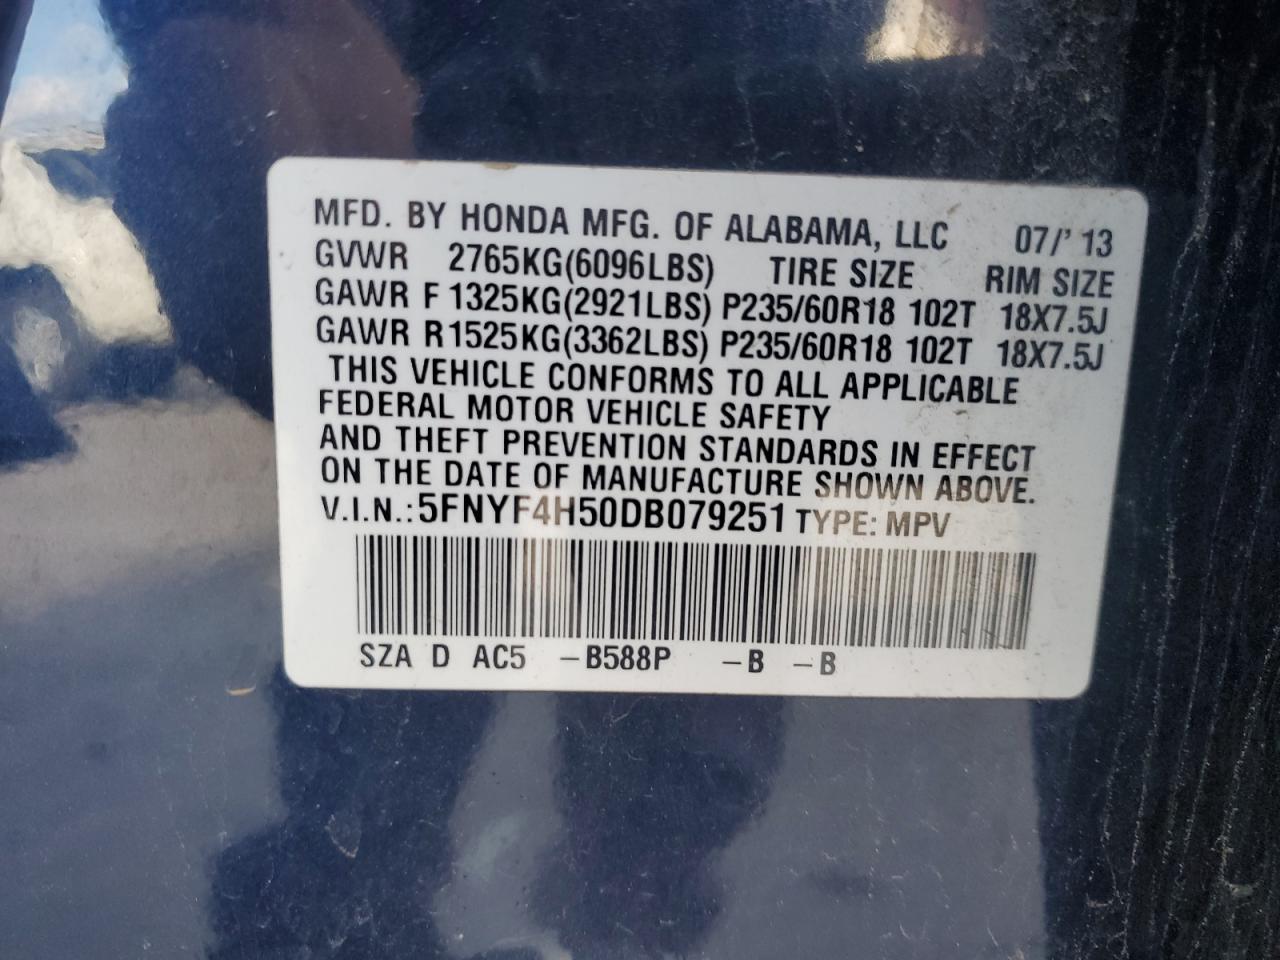 MFD. BY HONDA MFG. OF ALABAMA, LLC 07/'13
GVWR 2765KG(6096LBS) TIRE SIZE RIM SIZE
GAWR F 1325KG(2921LBS) P235/60R18 102T 18X7.5J
GAWR R1525KG(3362LBS) P235/60R18 102T 18X7.5J
THIS VEHICLE CONFORMS TO ALL APPLICABLE
FEDERAL MOTOR VEHICLE SAFETY
AND THEFT PREVENTION STANDARDS IN EFFECT
ON THE DATE OF MANUFACTURE SHOWN ABOVE.
V.I.N.:5FNYF4H50DB079251 TYPE: MPV
SZA D AC5 -B588P -B -B